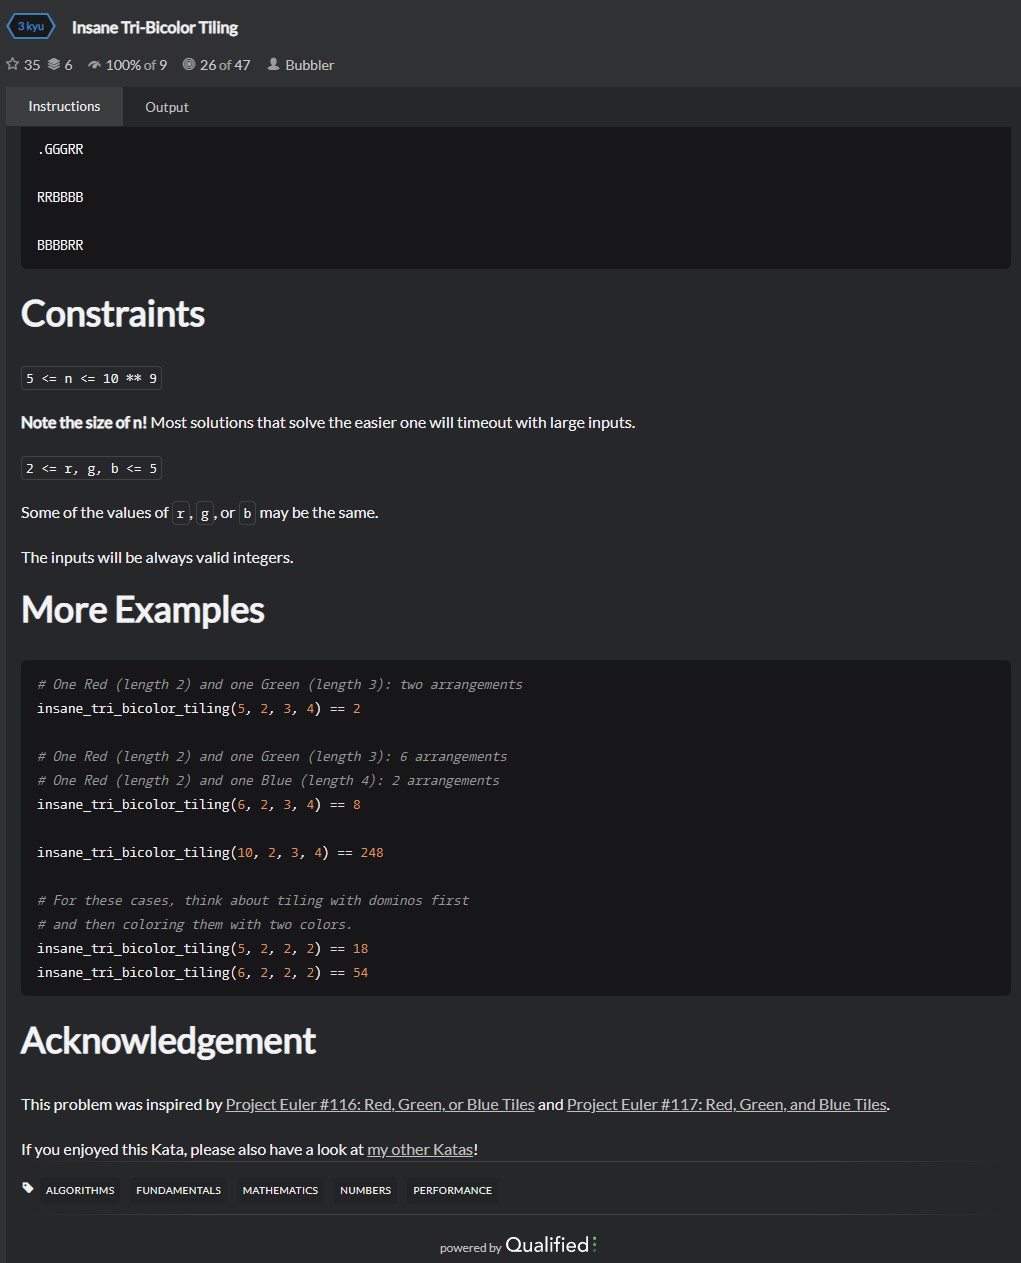 3 kyu Insane Tri-Bicolor Tiling
35 6 100% of 9 26 of 47 Bubbler
Instructions Output
.GGGRR
RRBBBB
BBBBRR
Constraints
5 <= n <= 10 ** 9
Note the size of n! Most solutions that solve the easier one will timeout with large inputs.
2 <= r, g, b <= 5
Some of the values of r, g, or b may be the same.
The inputs will be always valid integers.
More Examples
# One Red (length 2) and one Green (length 3): two arrangements
insane_tri_bicolor_tiling(5, 2, 3, 4) == 2
# One Red (length 2) and one Green (length 3): 6 arrangements
# One Red (length 2) and one Blue (length 4): 2 arrangements
insane_tri_bicolor_tiling(6, 2, 3, 4) == 8
insane_tri_bicolor_tiling(10, 2, 3, 4) == 248
# For these cases, think about tiling with dominos first
# and then coloring them with two colors.
insane_tri_bicolor_tiling(5, 2, 2, 2) == 18
insane_tri_bicolor_tiling(6, 2, 2, 2) == 54
Acknowledgement
This problem was inspired by Project Euler #116: Red, Green, or Blue Tiles and Project Euler #117: Red, Green, and Blue Tiles.
If you enjoyed this Kata, please also have a look at my other Katas!
ALGORITHMS FUNDAMENTALS MATHEMATICS NUMBERS PERFORMANCE
powered by Qualified